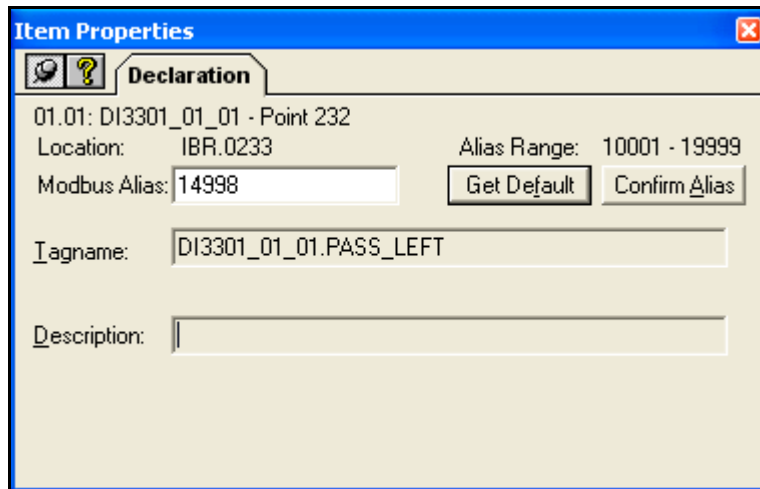 Item Properties
Declaration
01.01: DI3301_01_01 - Point 232
Location: IBR.0233 Alias Range: 10001 - 19999
Modbus Alias: 14998 Get Default Confirm Alias
Tagname: DI3301_01_01.PASS_LEFT
Description: